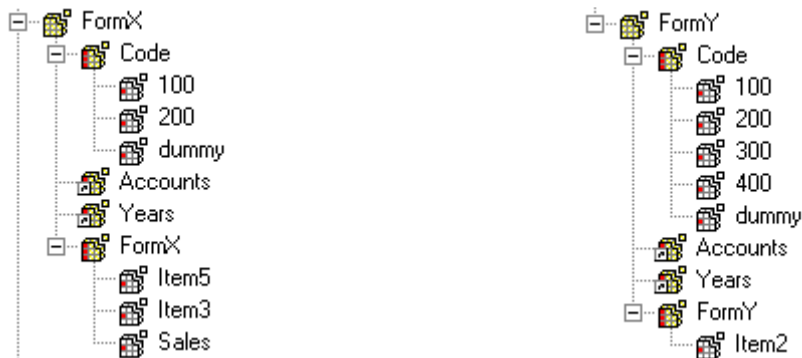 FormX
Code
100
200
dummy
Accounts
Years
FormX
Item5
Item3
Sales
FormY
Code
100
200
300
400
dummy
Accounts
Years
FormY
Item2